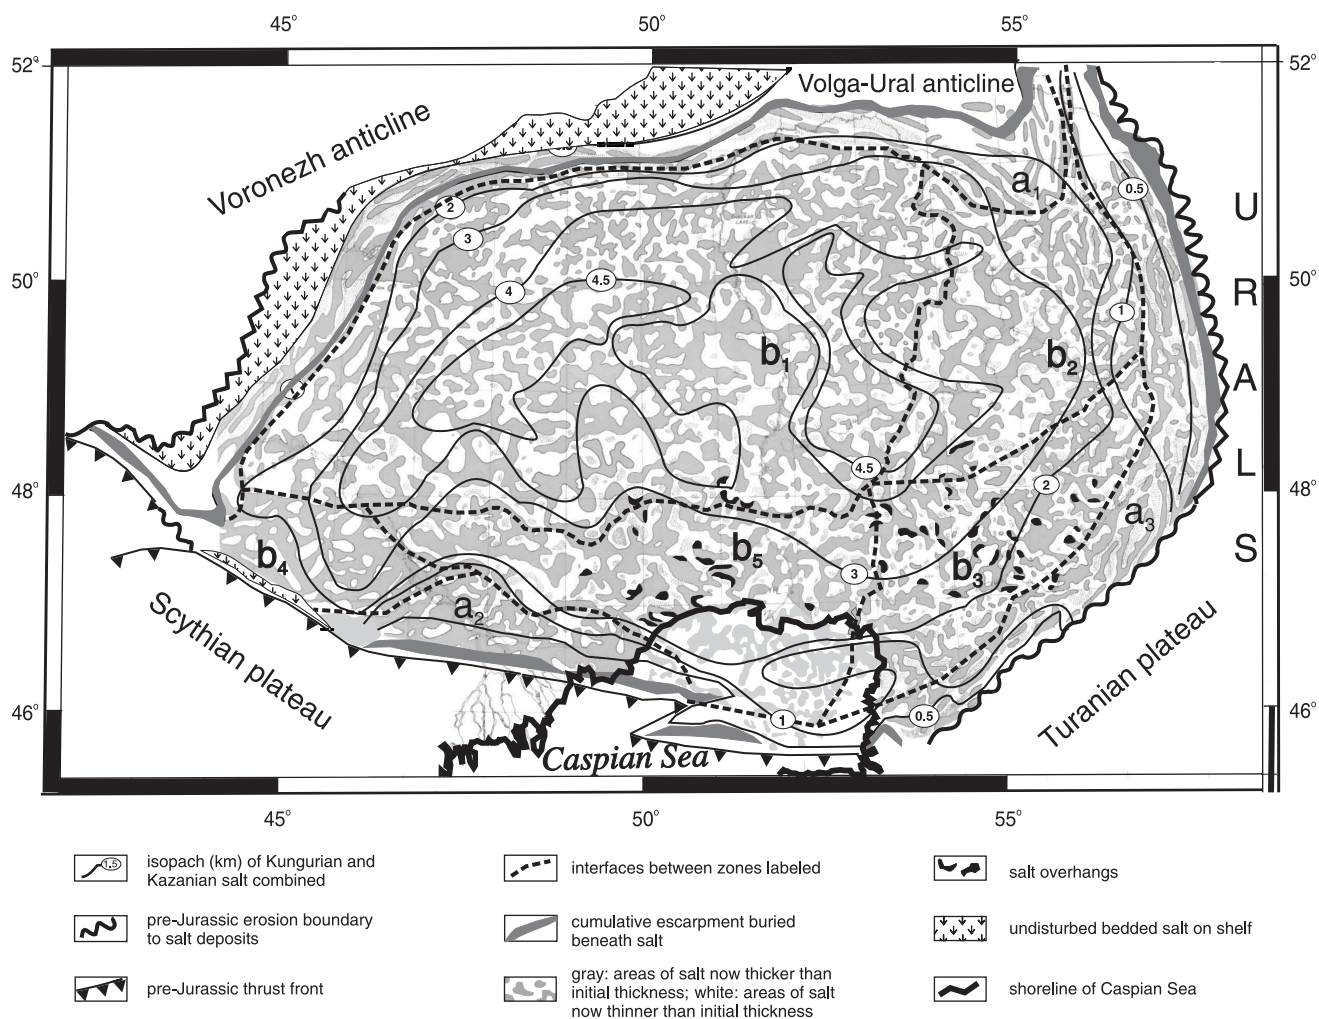 45°
50°
55°
52°
52°
Volga-Ural anticline
Voronezh anticline
a1
0.5
U
2
3
50°
50°
4
4.5
R
1
b1
b2
A
4.5
L
2
48°
48°
a3
b5
S
b4
3
b3
a2
Scythian plateau
Turanian plateau
46°
46°
1
0.5
Caspian Sea
45°
50°
55°
1.5
isopach (km) of Kungurian and
Kazanian salt combined
interfaces between zones labeled
salt overhangs
pre-Jurassic erosion boundary
to salt deposits
cumulative escarpment buried
beneath salt
undisturbed bedded salt on shelf
pre-Jurassic thrust front
gray: areas of salt now thicker than
initial thickness; white: areas of salt
now thinner than initial thickness
shoreline of Caspian Sea